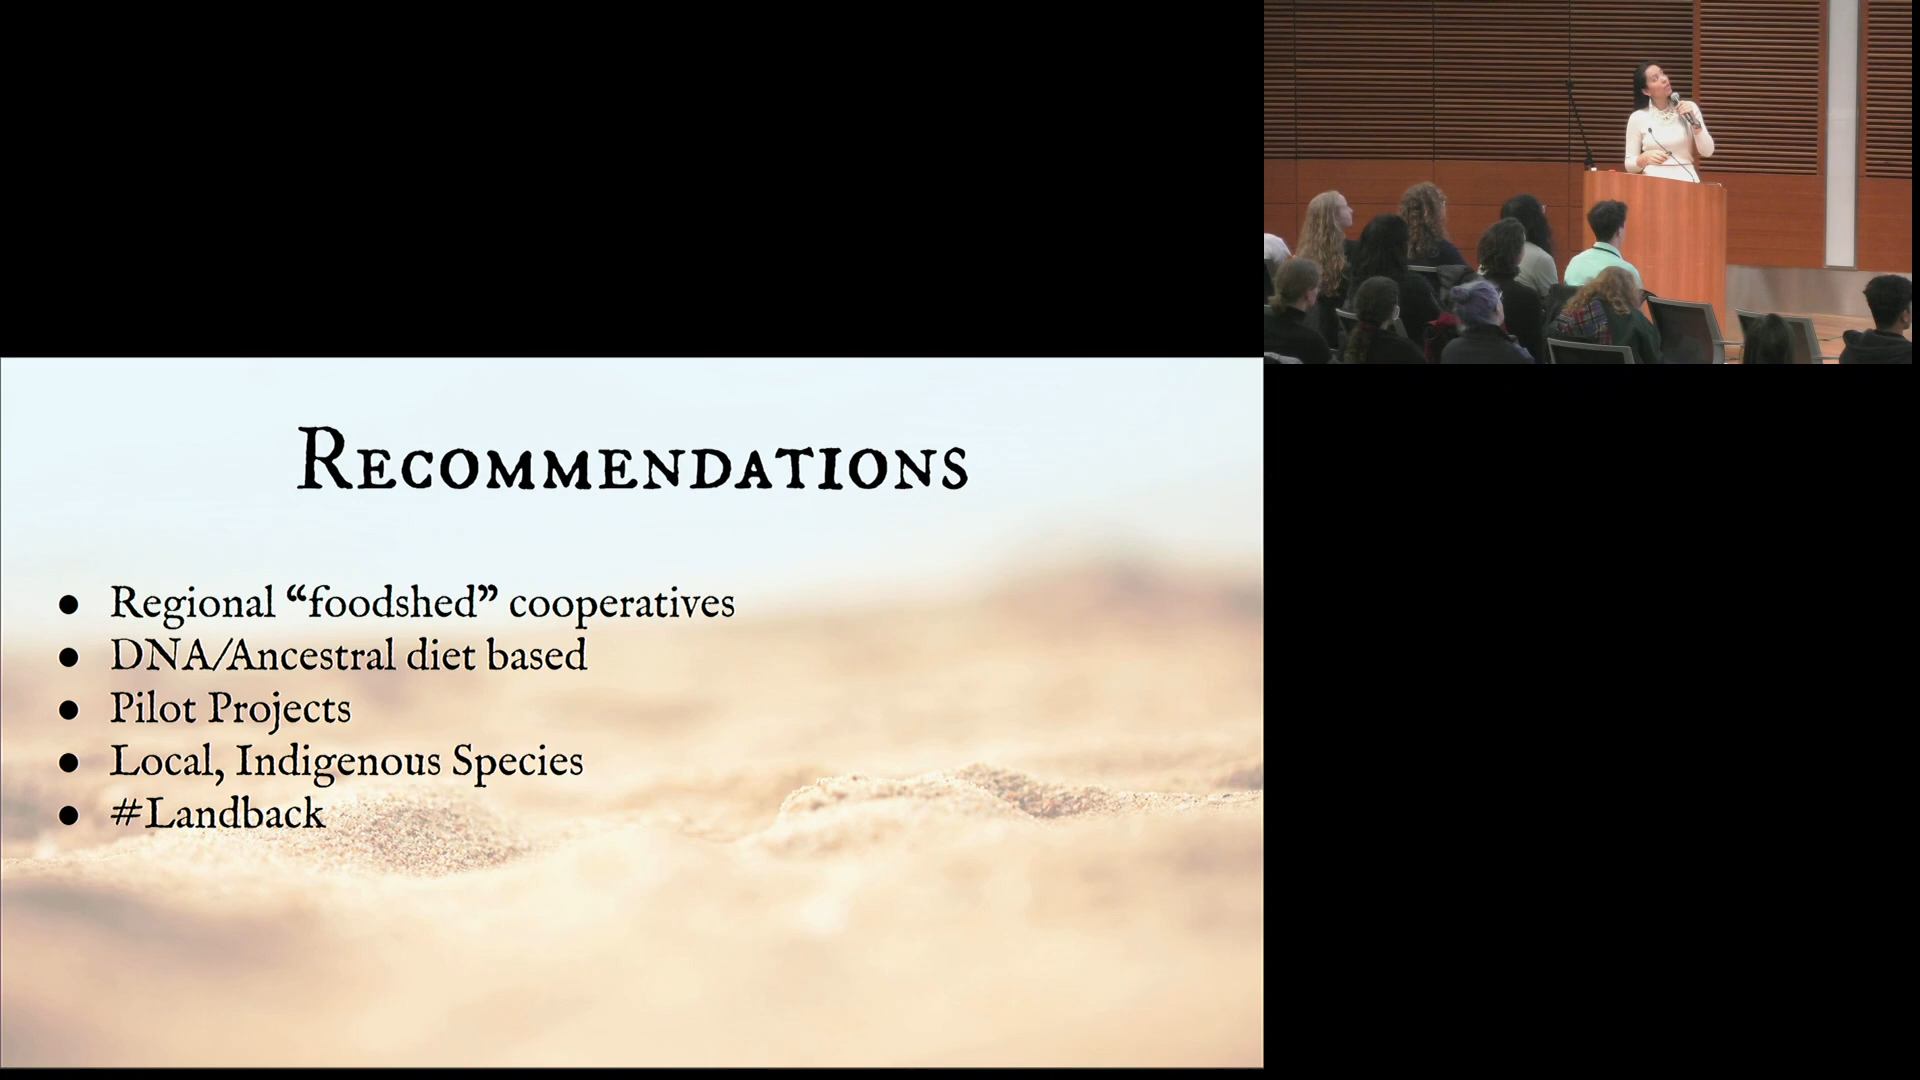 Recommendations
● Regional “foodshed” cooperatives
● DNA/Ancestral diet based
● Pilot Projects
● Local, Indigenous Species
● #Landback